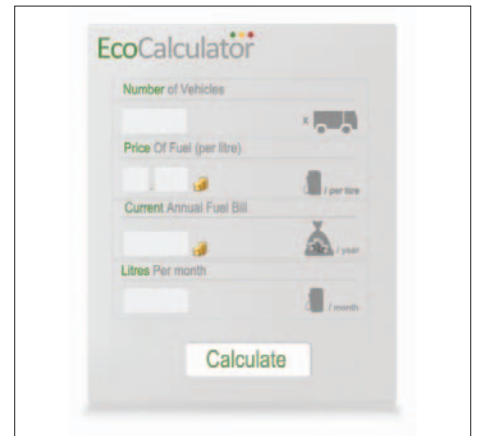 EcoCalculator
Number of Vehicles
x
Price Of Fuel (per litre)
. / per litre
Current Annual Fuel Bill
/ year
Litres Per month
/ month
Calculate